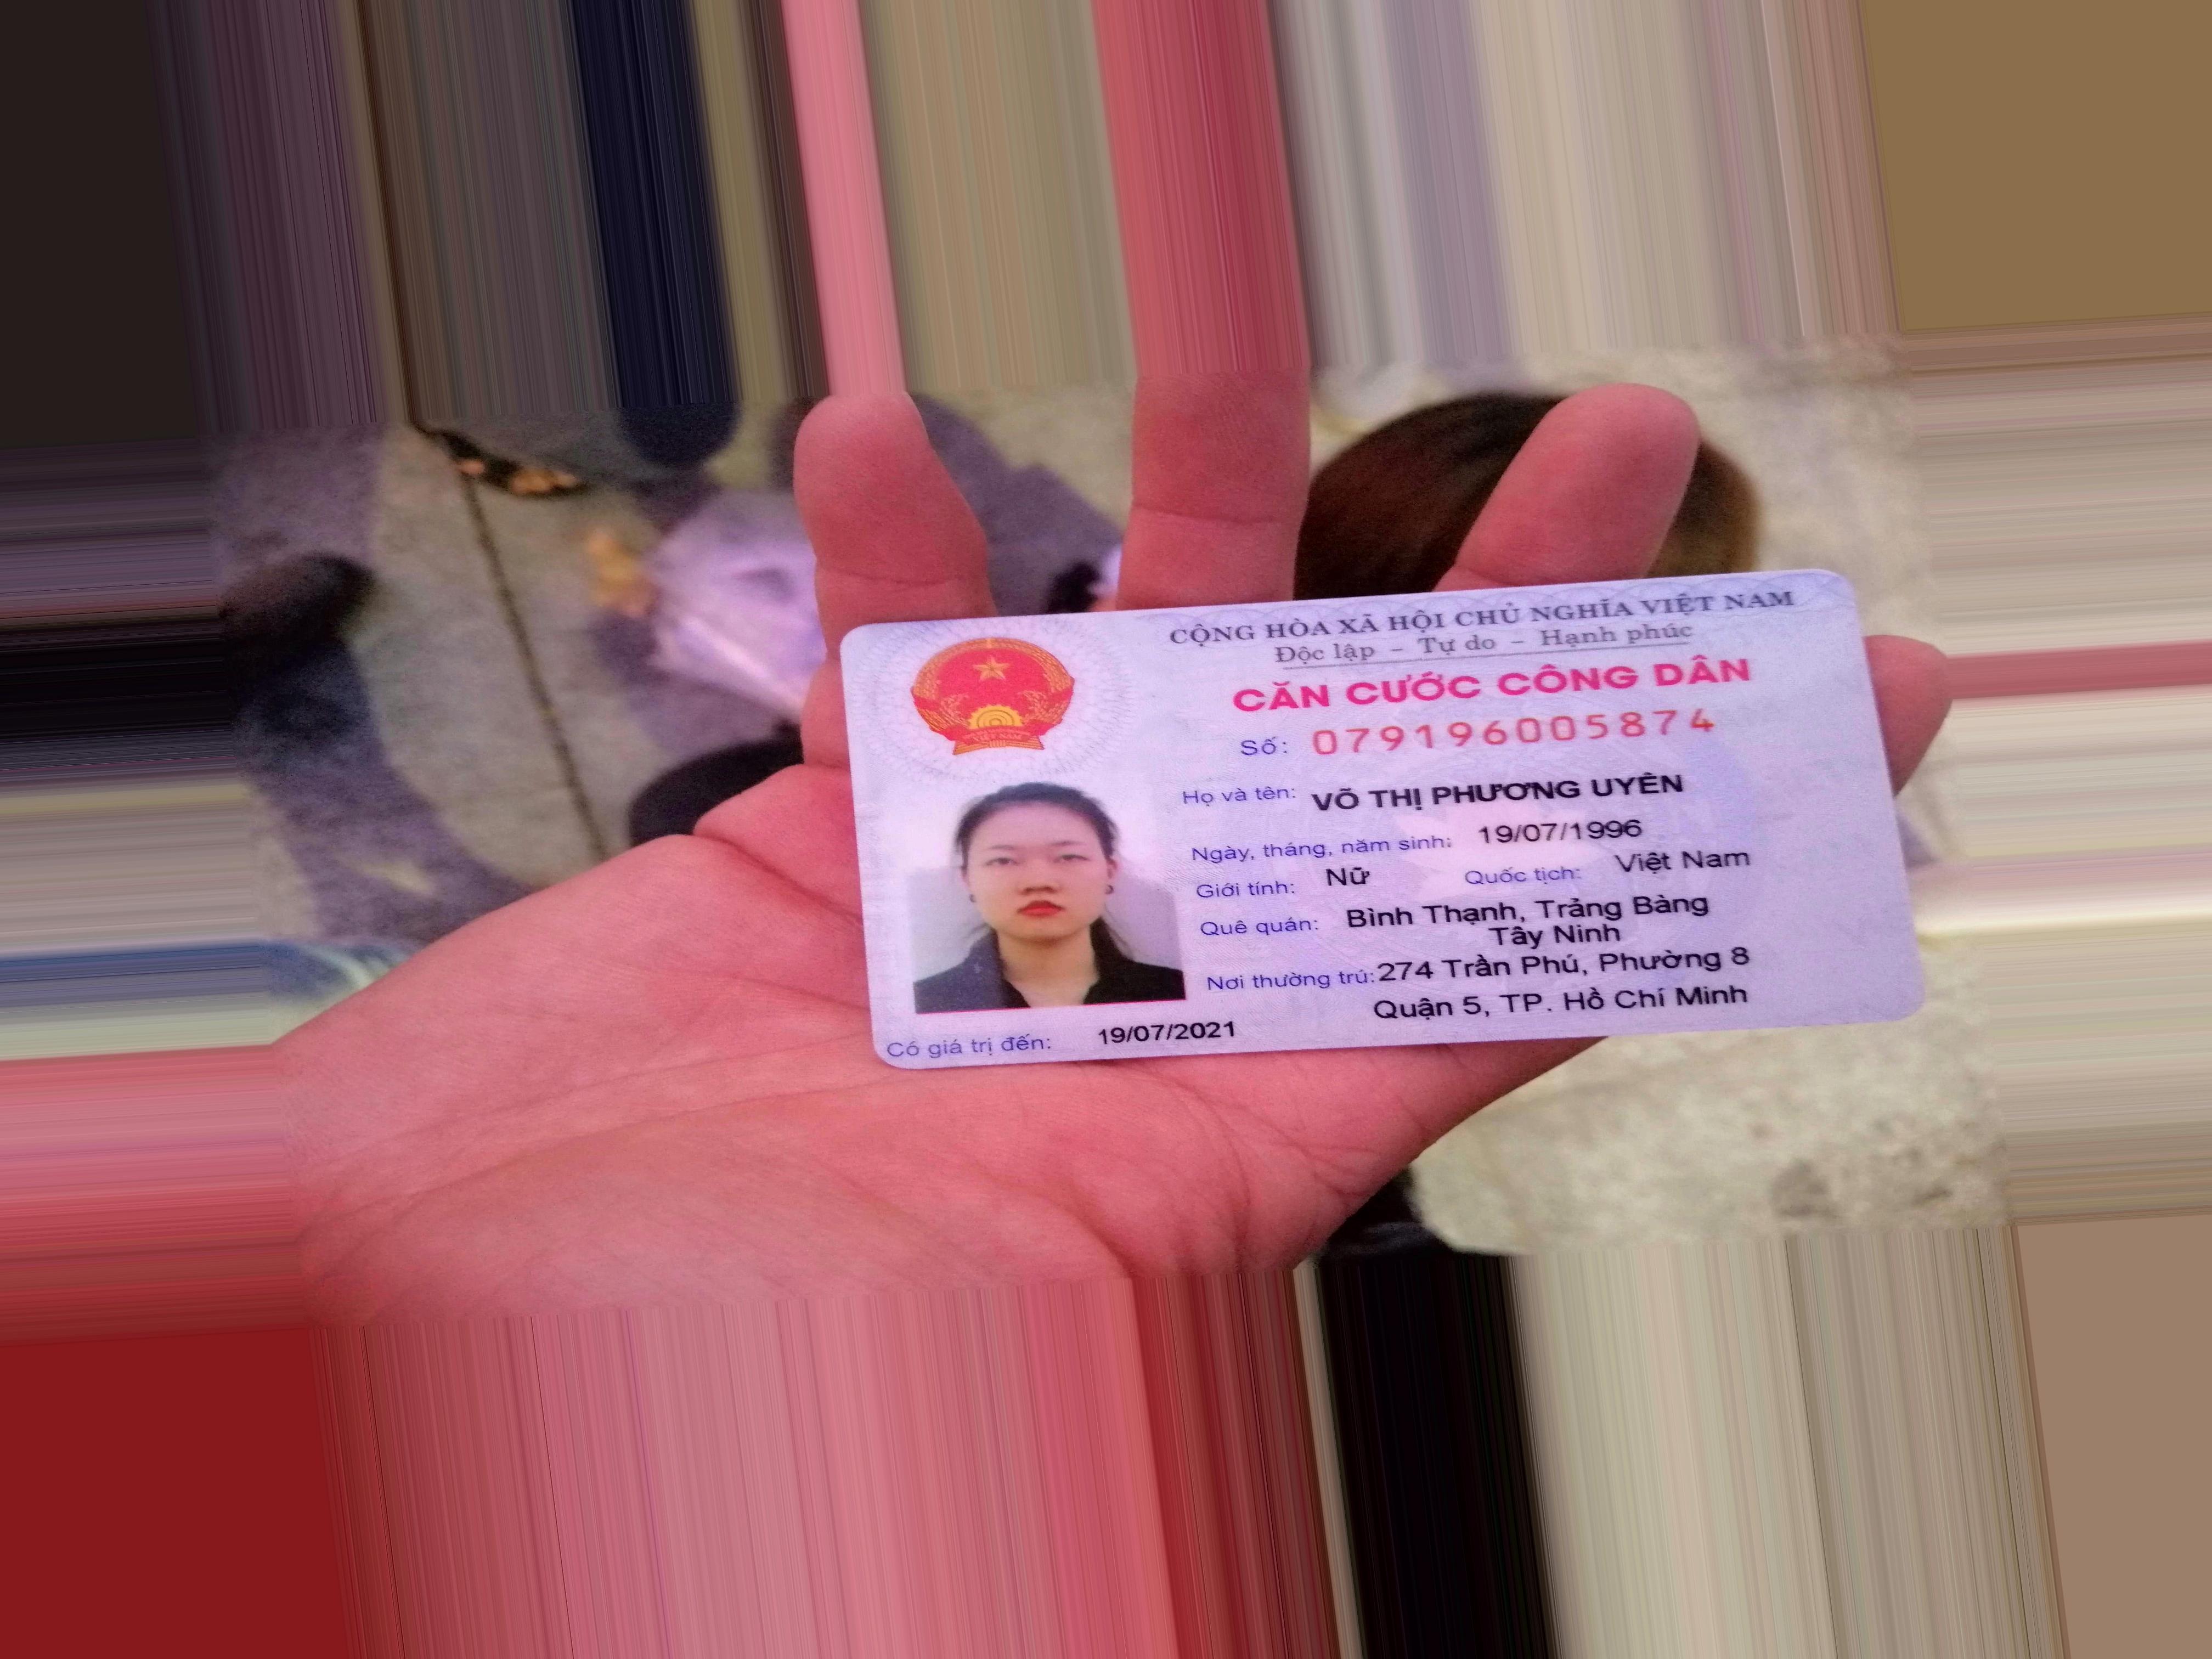 CỘNG HÒA XÃ HỘI CHỦ NGHĨA VIỆT NAM
Độc lập – Tự do – Hạnh phúc
CĂN CƯỚC CÔNG DÂN
Số: 079196005874
Họ và tên: VÕ THỊ PHƯƠNG UYÊN
Ngày, tháng, năm sinh: 19/07/1996
Giới tính: Nữ Quốc tịch: Việt Nam
Quê quán: Bình Thạnh, Trảng Bàng
Tây Ninh
Nơi thường trú: 274 Trần Phú, Phường 8
Quận 5, TP. Hồ Chí Minh
Có giá trị đến: 19/07/2021
VIỆT NAM